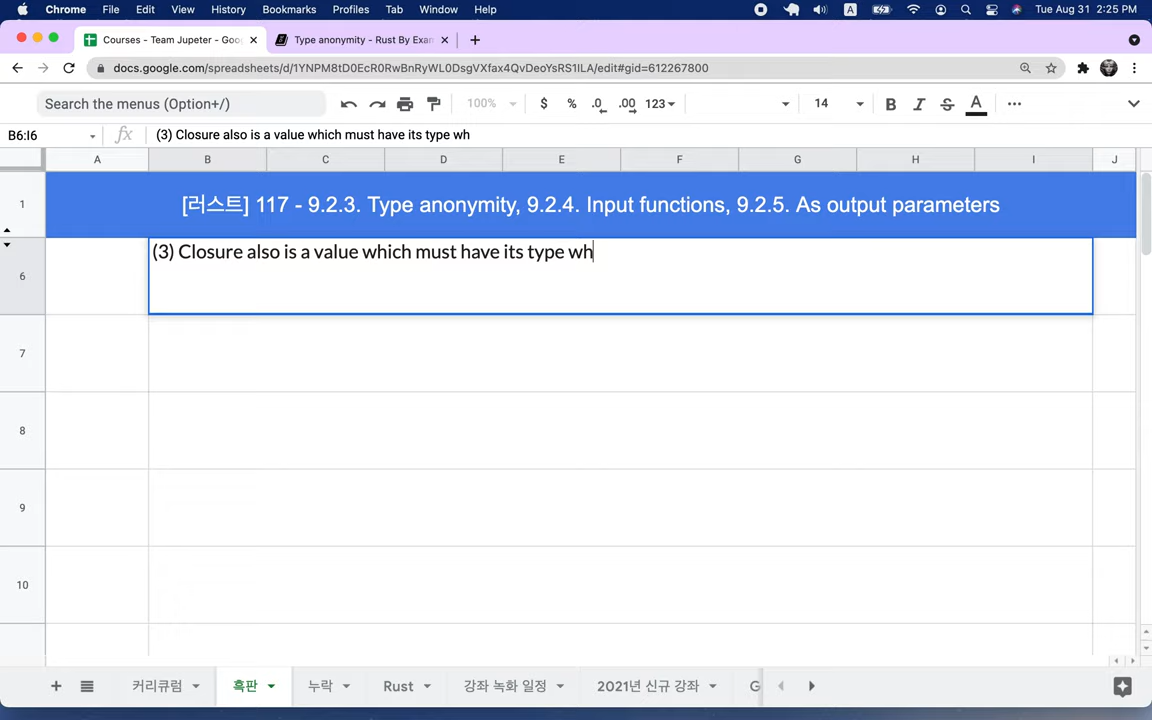 Chrome File Edit View History Bookmarks Profiles Tab Window Help A Tue Aug 31 2:25 PM
Courses - Team Jupeter - Goo Type anonymity - Rust By Exam
docs.google.com/spreadsheets/d/1YNPM8tD0EcR0RwBnRyWL0DsgVXfax4QvDeoYsRS1ILA/edit#gid=612267800
Search the menus (Option+/) 100% $ % .0 .00 123 14 B I S A
B6:I6 fx (3) Closure also is a value which must have its type wh
A B C D E F G H I J
1 [러스트] 117 - 9.2.3. Type anonymity, 9.2.4. Input functions, 9.2.5. As output parameters
6 (3) Closure also is a value which must have its type wh
7
8
9
10
커리큘럼 흑판 누락 Rust 강좌 녹화 일정 2021년 신규 강좌 G